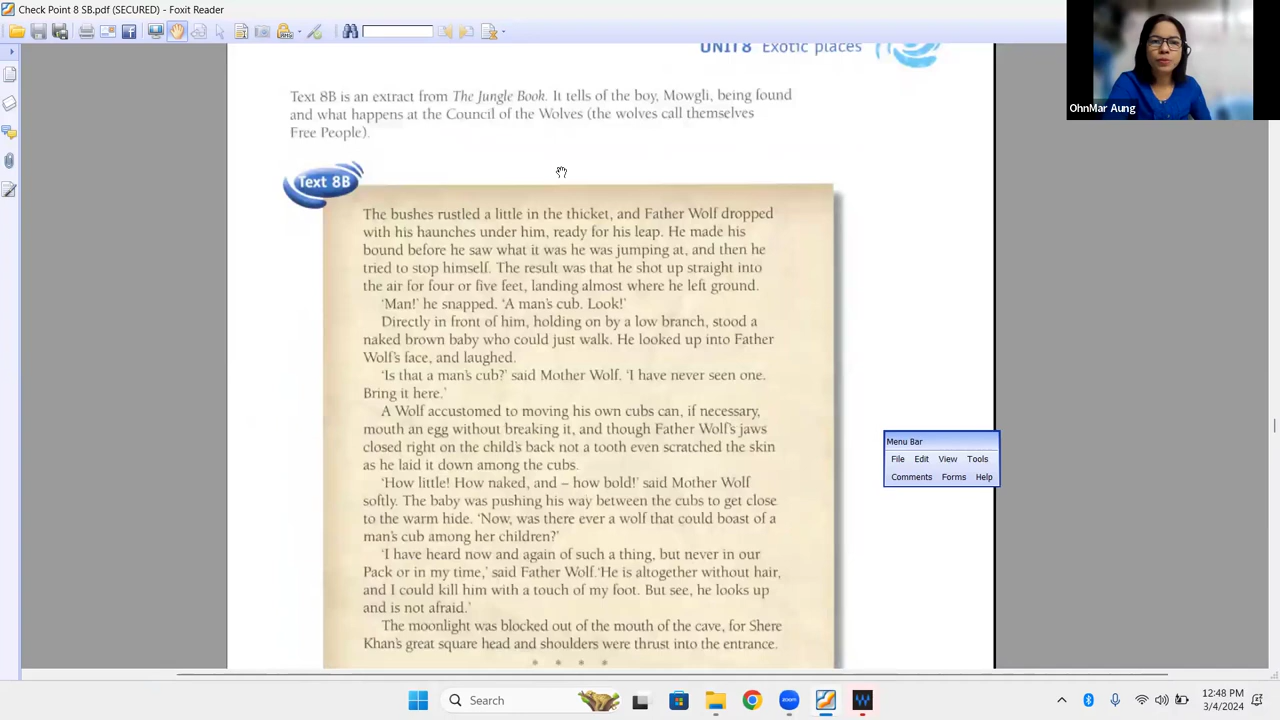 Check Point 8 SB.pdf (SECURED) - Foxit Reader
UNIT 8 Exotic places
OhnMar Aung
Text 8B is an extract from The Jungle Book. It tells of the boy, Mowgli, being found
and what happens at the Council of the Wolves (the wolves call themselves
Free People).
Text 8B
The bushes rustled a little in the thicket, and Father Wolf dropped
with his haunches under him, ready for his leap. He made his
bound before he saw what it was he was jumping at, and then he
tried to stop himself. The result was that he shot up straight into
the air for four or five feet, landing almost where he left ground.
‘Man!’ he snapped. ‘A man’s cub. Look!’
Directly in front of him, holding on by a low branch, stood a
naked brown baby who could just walk. He looked up into Father
Wolf’s face, and laughed.
‘Is that a man’s cub?’ said Mother Wolf. ‘I have never seen one.
Bring it here.’
A Wolf accustomed to moving his own cubs can, if necessary,
mouth an egg without breaking it, and though Father Wolf’s jaws
closed right on the child’s back not a tooth even scratched the skin
as he laid it down among the cubs.
‘How little! How naked, and – how bold!’ said Mother Wolf
softly. The baby was pushing his way between the cubs to get close
to the warm hide. ‘Now, was there ever a wolf that could boast of a
man’s cub among her children?’
‘I have heard now and again of such a thing, but never in our
Pack or in my time,’ said Father Wolf.‘He is altogether without hair,
and I could kill him with a touch of my foot. But see, he looks up
and is not afraid.’
The moonlight was blocked out of the mouth of the cave, for Shere
Khan’s great square head and shoulders were thrust into the entrance.
* * * *
Menu Bar
File Edit View Tools
Comments Forms Help
Search
12:48 PM
3/4/2024